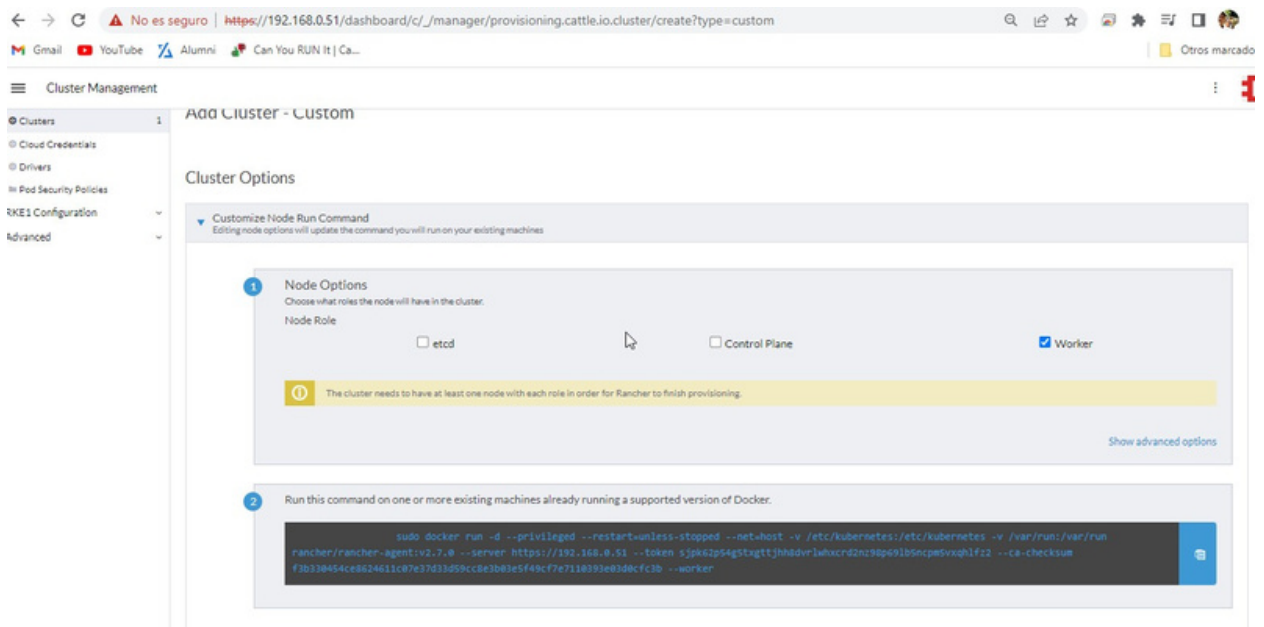 No es seguro | https://192.168.0.51/dashboard/c/_/manager/provisioning.cattle.io.cluster/create?type=custom
Gmail YouTube Alumni Can You RUN It | Ca... Otros marcado
Cluster Management
Clusters 1
Cloud Credentials
Drivers
Pod Security Policies
RKE1 Configuration
Advanced
Add Cluster - Custom
Cluster Options
Customize Node Run Command
Editing node options will update the command you will run on your existing machines
1
Node Options
Choose what roles the node will have in the cluster.
Node Role
etcd Control Plane Worker
The cluster needs to have at least one node with each role in order for Rancher to finish provisioning.
Show advanced options
2
Run this command on one or more existing machines already running a supported version of Docker.
sudo docker run -d --privileged --restart=unless-stopped --net=host -v /etc/kubernetes:/etc/kubernetes -v /var/run:/var/run
rancher/rancher-agent:v2.7.0 --server https://192.168.0.51 --token --ca-checksum
--worker